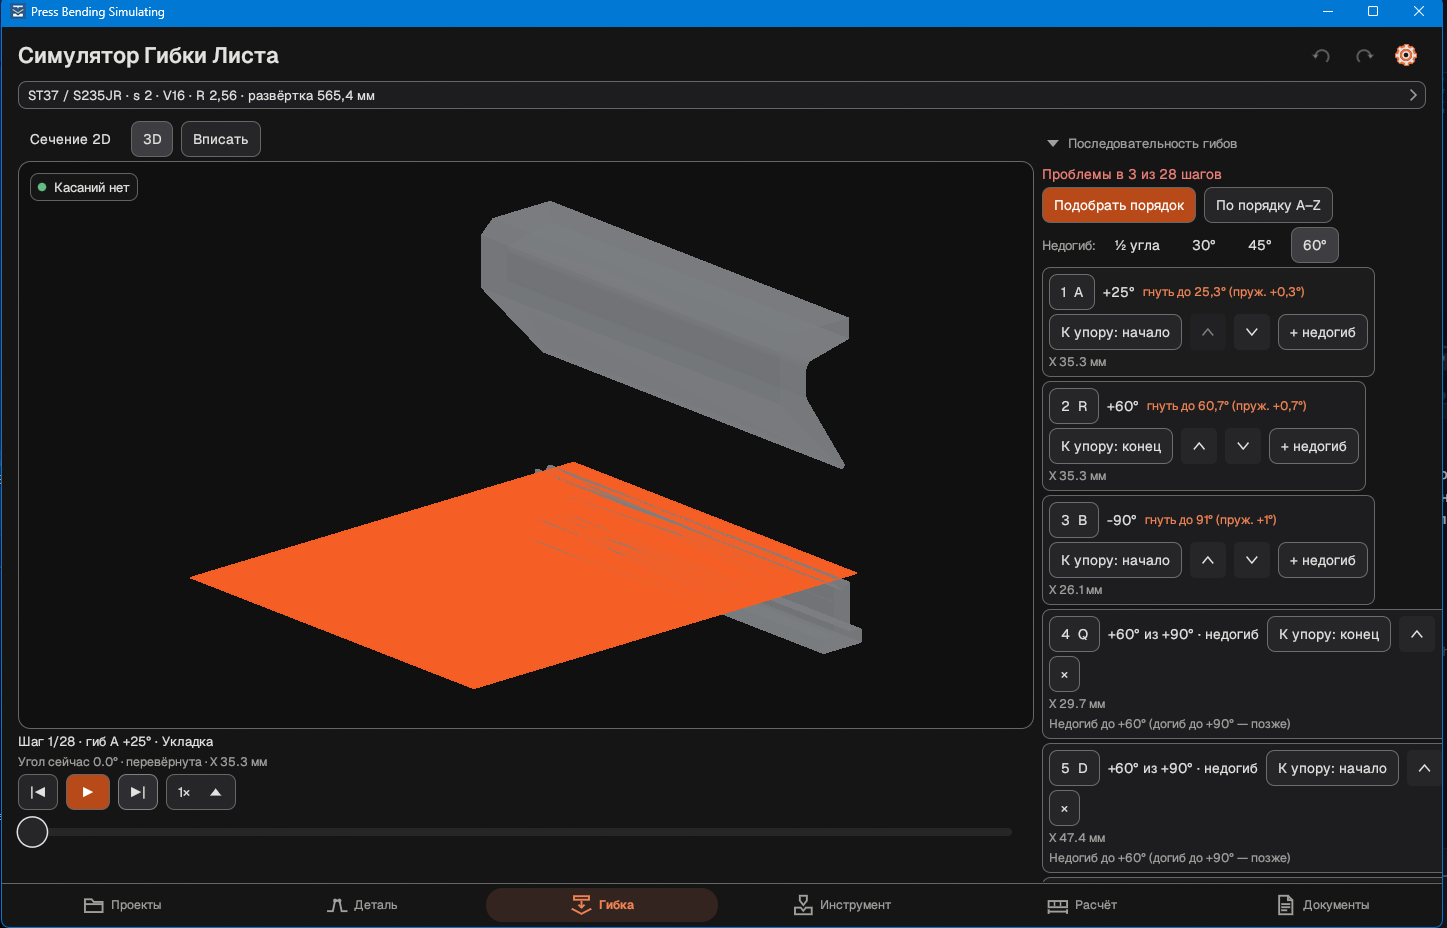 Press Bending Simulating
Симулятор Гибки Листа
ST37 / S235JR · s 2 · V16 · R 2,56 · развёртка 565,4 мм
Сечение 2D 3D Вписать
Касаний нет
Шаг 1/28 · гиб A +25° · Укладка
Угол сейчас 0.0° · перевёрнута · X 35.3 мм
1×
Последовательность гибов
Проблемы в 3 из 28 шагов
Подобрать порядок По порядку A–Z
Недогиб: ½ угла 30° 45° 60°
1 A +25° гнуть до 25,3° (пруж. +0,3°)
К упору: начало + недогиб
X 35.3 мм
2 R +60° гнуть до 60,7° (пруж. +0,7°)
К упору: конец + недогиб
X 35.3 мм
3 B -90° гнуть до 91° (пруж. +1°)
К упору: начало + недогиб
X 26.1 мм
4 Q +60° из +90° · недогиб К упору: конец
×
X 29.7 мм
Недогиб до +60° (догиб до +90° — позже)
5 D +60° из +90° · недогиб К упору: начало
×
X 47.4 мм
Недогиб до +60° (догиб до +90° — позже)
Проекты Деталь Гибка Инструмент Расчёт Документы